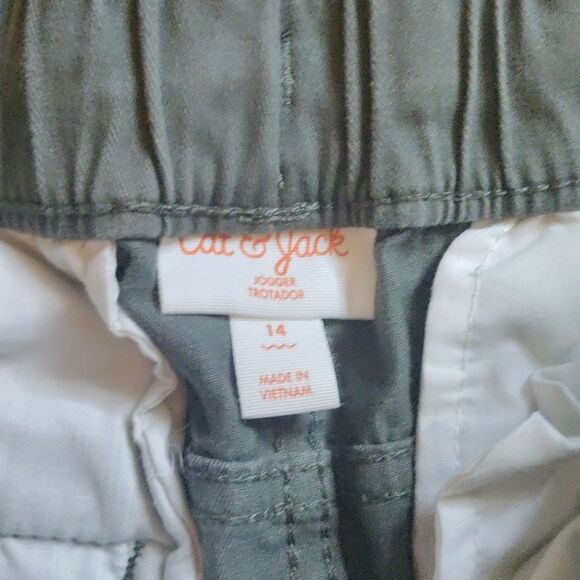 Cat & Jack
JOGGER
TROTADOR
14
MADE IN
VIETNAM